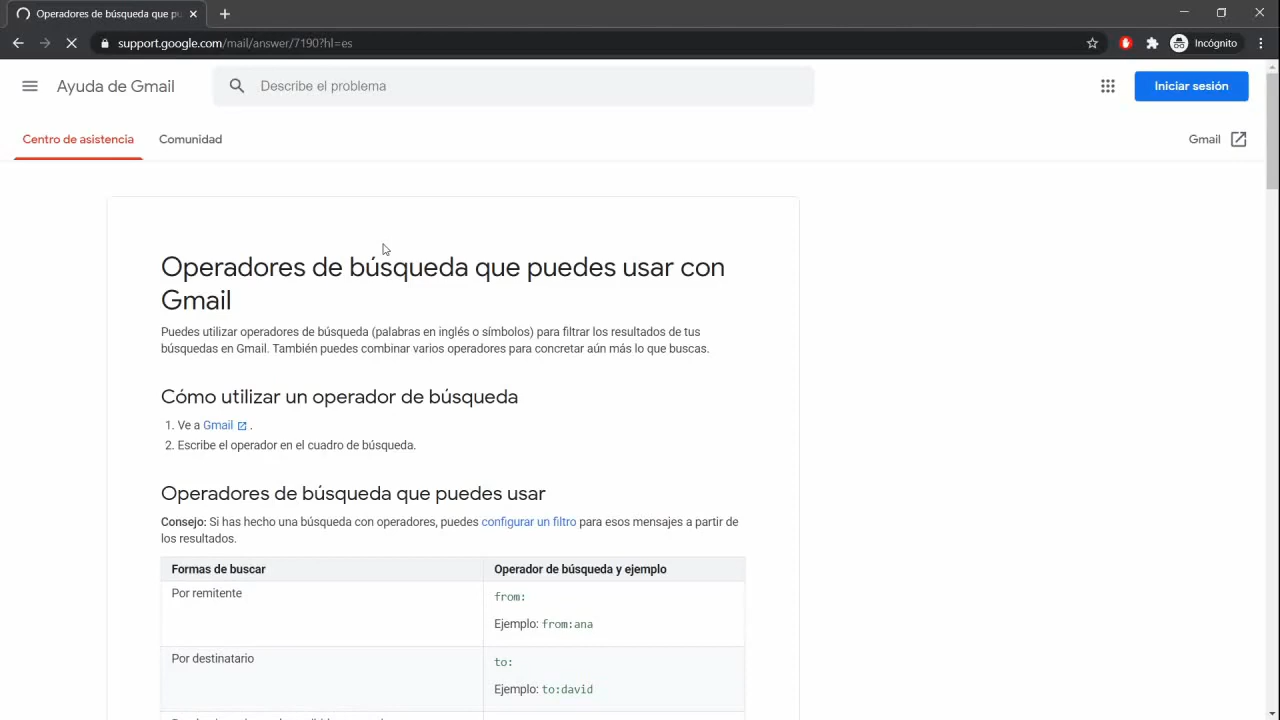 Operadores de búsqueda que pu
support.google.com/mail/answer/7190?hl=es
Incógnito
Ayuda de Gmail
Describe el problema
Iniciar sesión
Centro de asistencia
Comunidad
Gmail
Operadores de búsqueda que puedes usar con
Gmail
Puedes utilizar operadores de búsqueda (palabras en inglés o símbolos) para filtrar los resultados de tus
búsquedas en Gmail. También puedes combinar varios operadores para concretar aún más lo que buscas.
Cómo utilizar un operador de búsqueda
1. Ve a Gmail .
2. Escribe el operador en el cuadro de búsqueda.
Operadores de búsqueda que puedes usar
Consejo: Si has hecho una búsqueda con operadores, puedes configurar un filtro para esos mensajes a partir de
los resultados.
Formas de buscar
Operador de búsqueda y ejemplo
Por remitente
from:
Ejemplo: from:ana
Por destinatario
to:
Ejemplo: to:david